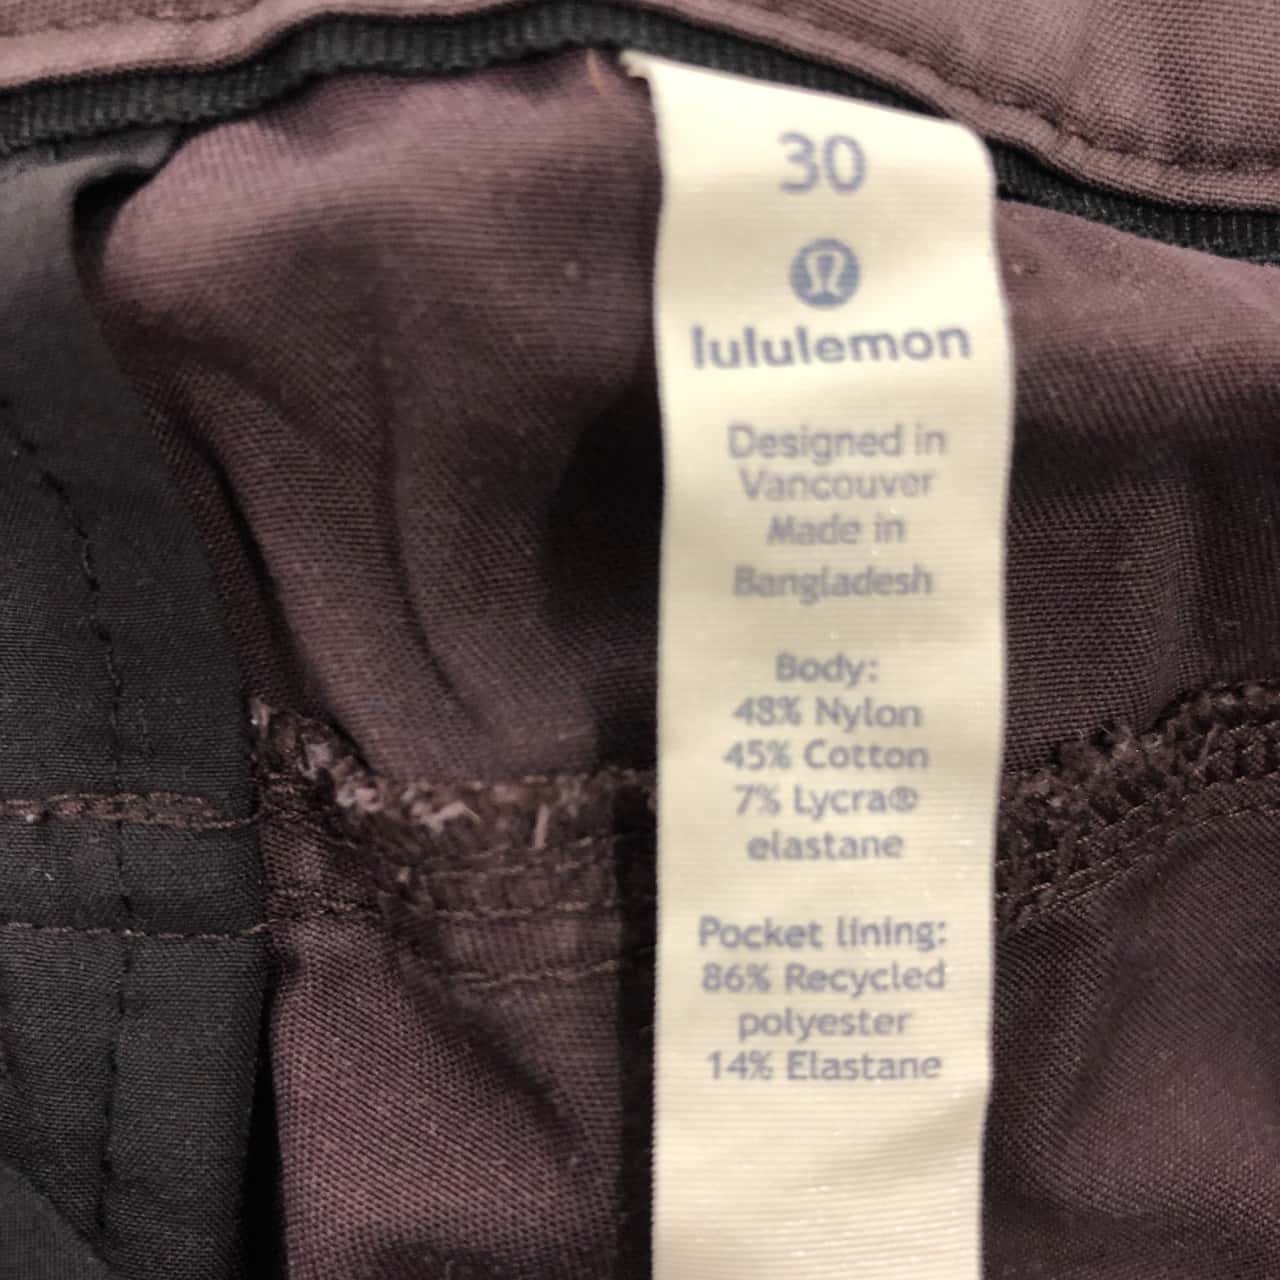 30
lululemon
Designed in
Vancouver
Made in
Bangladesh
Body:
48% Nylon
45% Cotton
7% Lycra®
elastane
Pocket lining:
86% Recycled
polyester
14% Elastane